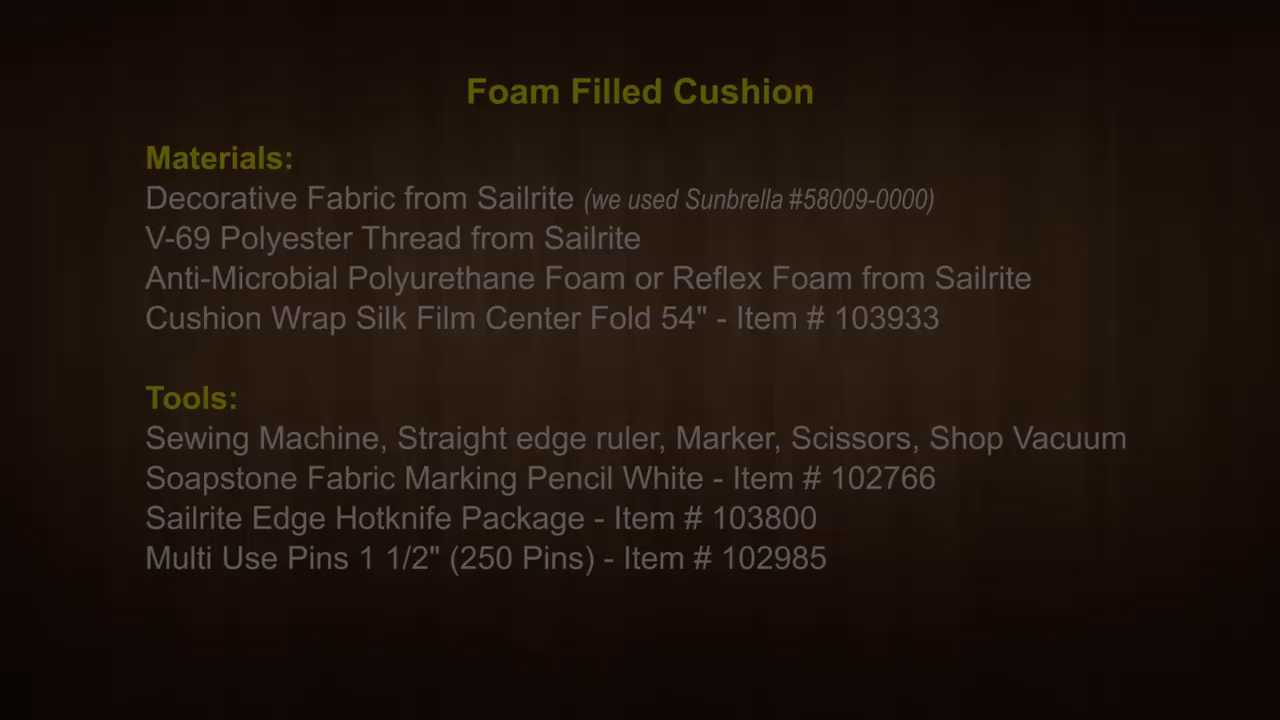 Foam Filled Cushion
Materials:
Decorative Fabric from Sailrite (we used Sunbrella #58009-0000)
V-69 Polyester Thread from Sailrite
Anti-Microbial Polyurethane Foam or Reflex Foam from Sailrite
Cushion Wrap Silk Film Center Fold 54" - Item # 103933
Tools:
Sewing Machine, Straight edge ruler, Marker, Scissors, Shop Vacuum
Soapstone Fabric Marking Pencil White - Item # 102766
Sailrite Edge Hotknife Package - Item # 103800
Multi Use Pins 1 1/2" (250 Pins) - Item # 102985